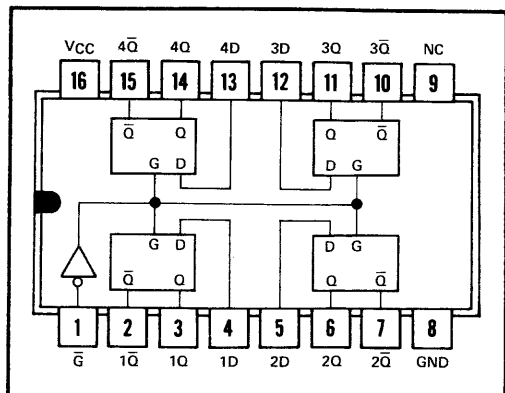 VCC 4Q̅ 4Q 4D 3D 3Q 3Q̅ NC
16 15 14 13 12 11 10 9
Q̅ Q Q Q̅
G D D G
G D D G
Q̅ Q Q Q̅
1 2 3 4 5 6 7 8
G̅ 1Q̅ 1Q 1D 2D 2Q 2Q̅ GND